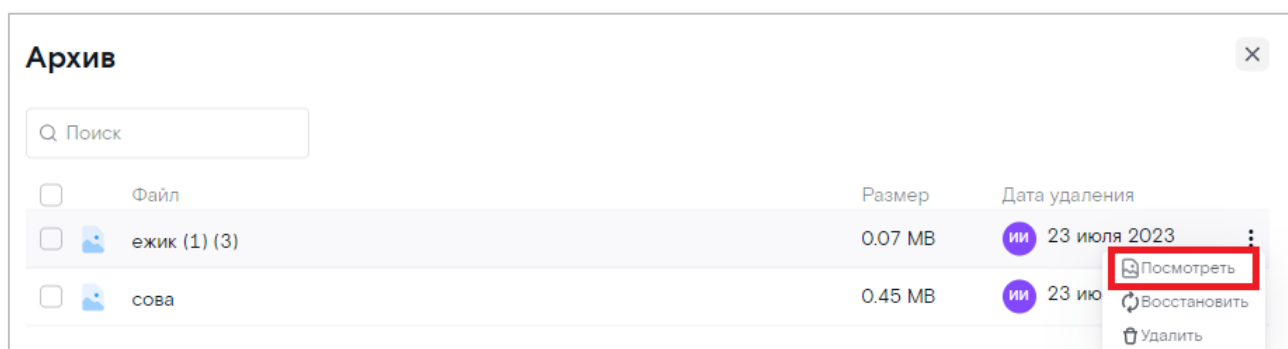 Архив
Поиск
Файл Размер Дата удаления
ежик (1) (3) 0.07 MB ИИ 23 июля 2023
Посмотреть
сова 0.45 MB ИИ 23 ию
Восстановить
Удалить